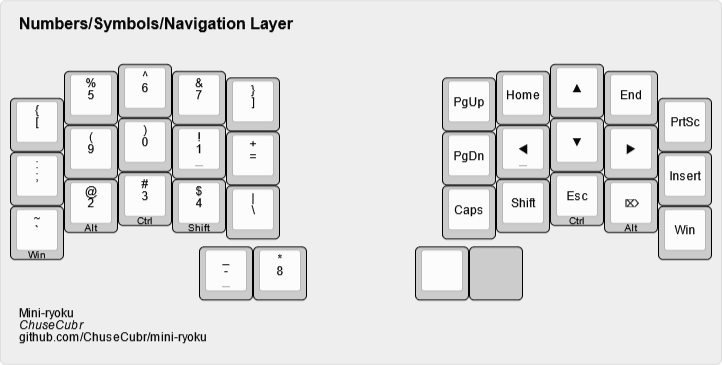 Numbers/Symbols/Navigation Layer
^
6
%
5
&
7
{
[
}
]
PgUp
Home
▲
End
PrtSc
(
9
)
0
!
1
_
:
;
+
=
PgDn
◄
_
▼
►
Insert
@
2
Alt
#
3
Ctrl
$
4
Shift
~
`
Win
|
\
Caps
Shift
Esc
Ctrl
⌦
Alt
Win
_
-
_
*
8
Mini-ryoku
ChuseCubr
github.com/ChuseCubr/mini-ryoku